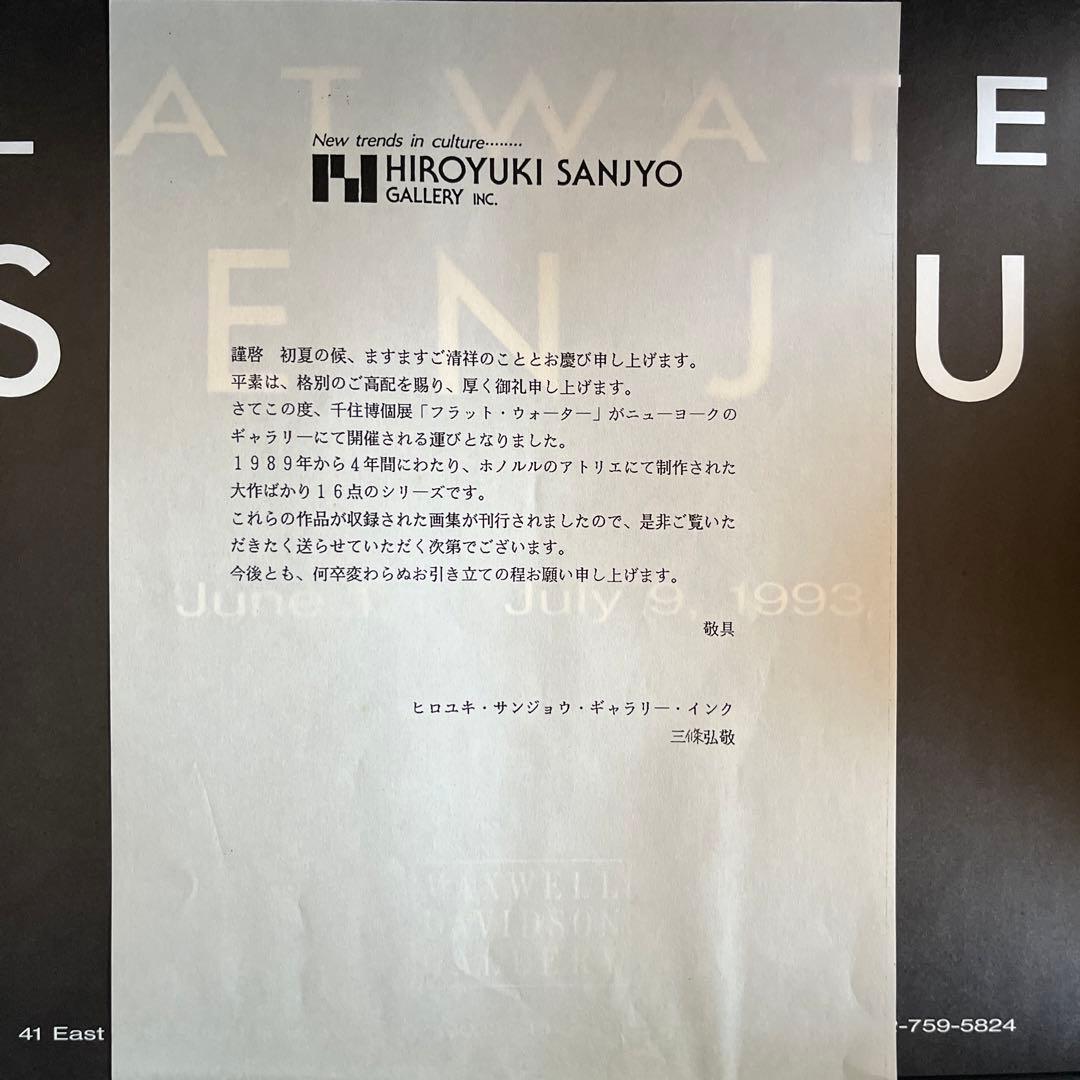 ATWATE
New trends in culture········
HIROYUKI SANJYO
GALLERY INC.
SENJU
謹啓　初夏の候、ますますご清祥のこととお慶び申し上げます。
平素は、格別のご高配を賜り、厚く御礼申し上げます。
さてこの度、千住博個展「フラット・ウォーター」がニューヨークの
ギャラリーにて開催される運びとなりました。
1989年から4年間にわたり、ホノルルのアトリエにて制作された
大作ばかり16点のシリーズです。
これらの作品が収録された画集が刊行されましたので、是非ご覧いた
だきたく送らせていただく次第でございます。
今後とも、何卒変わらぬお引き立ての程お願い申し上げます。
June July 9, 1993,
敬具
ヒロユキ・サンジョウ・ギャラリー・インク
三條弘敬
MAXWELL
DAVIDSON
GALLERY
41 East
-759-5824